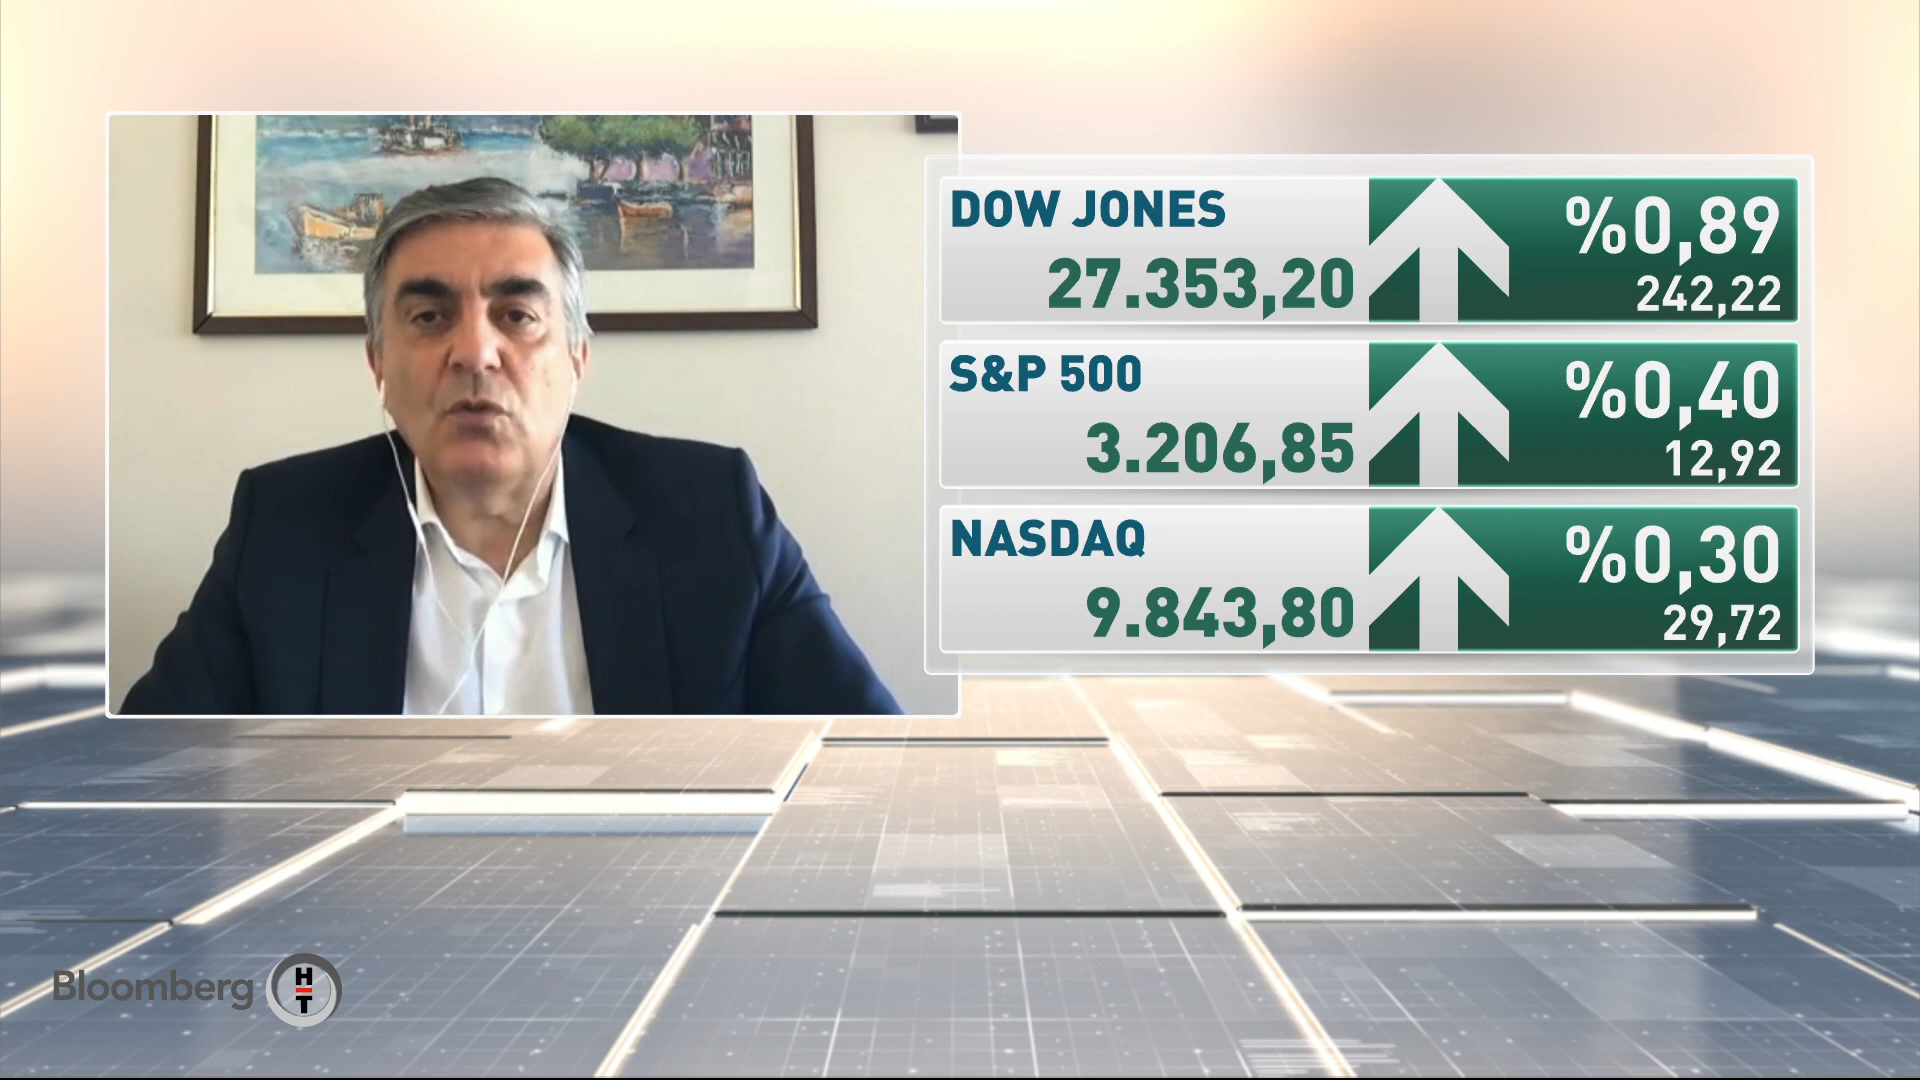 DOW JONES
27.353,20
%0,89
242,22
S&P 500
3.206,85
%0,40
12,92
NASDAQ
9.843,80
%0,30
29,72
Bloomberg HT